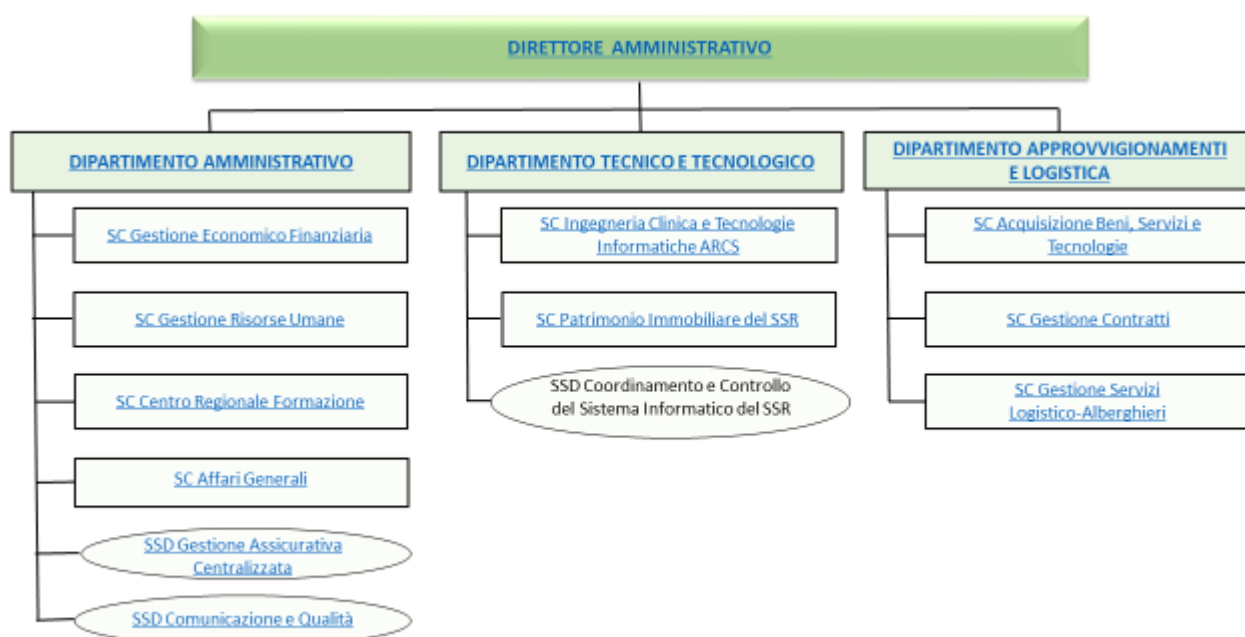 DIRETTORE AMMINISTRATIVO
DIPARTIMENTO AMMINISTRATIVO
SC Gestione Economico Finanziaria
SC Gestione Risorse Umane
SC Centro Regionale Formazione
SC Affari Generali
SSD Gestione Assicurativa
Centralizzata
SSD Comunicazione e Qualità
DIPARTIMENTO TECNICO E TECNOLOGICO
SC Ingegneria Clinica e Tecnologie
Informatiche ARCS
SC Patrimonio Immobiliare del SSR
SSD Coordinamento e Controllo
del Sistema Informatico del SSR
DIPARTIMENTO APPROVVIGIONAMENTI
E LOGISTICA
SC Acquisizione Beni, Servizi e
Tecnologie
SC Gestione Contratti
SC Gestione Servizi
Logistico-Alberghieri